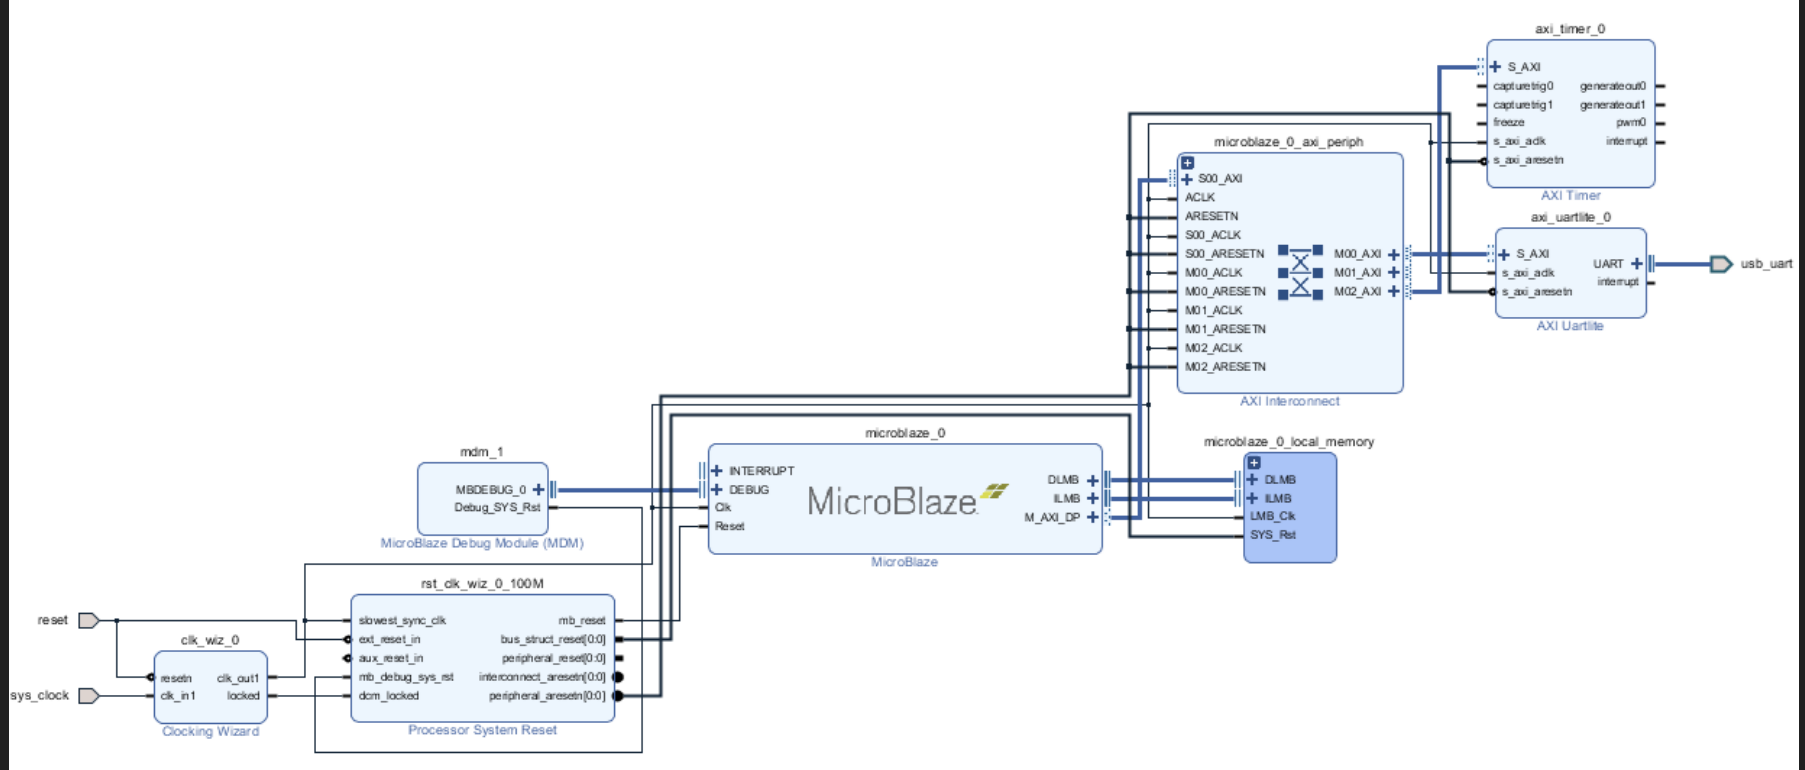 axi_timer_0
S_AXI
capturetrig0
generateout0
capturetrig1
generateout1
freeze
pwm0
s_axi_aclk
interrupt
s_axi_aresetn
AXI Timer
microblaze_0_axi_periph
S00_AXI
ACLK
ARESETN
S00_ACLK
S00_ARESETN
M00_ACLK
M00_ARESETN
M01_ACLK
M01_ARESETN
M02_ACLK
M02_ARESETN
M00_AXI
M01_AXI
M02_AXI
AXI Interconnect
axi_uartlite_0
S_AXI
UART
s_axi_aclk
interrupt
s_axi_aresetn
AXI Uartlite
usb_uart
mdm_1
MBDEBUG_0
Debug_SYS_Rst
MicroBlaze Debug Module (MDM)
microblaze_0
INTERRUPT
DEBUG
Clk
Reset
MicroBlaze
DLMB
ILMB
M_AXI_DP
MicroBlaze
microblaze_0_local_memory
DLMB
ILMB
LMB_Clk
SYS_Rst
reset
sys_clock
clk_wiz_0
resetn
clk_out1
clk_in1
locked
Clocking Wizard
rst_clk_wiz_0_100M
slowest_sync_clk
mb_reset
ext_reset_in
bus_struct_reset[0:0]
aux_reset_in
peripheral_reset[0:0]
mb_debug_sys_rst
interconnect_aresetn[0:0]
dcm_locked
peripheral_aresetn[0:0]
Processor System Reset